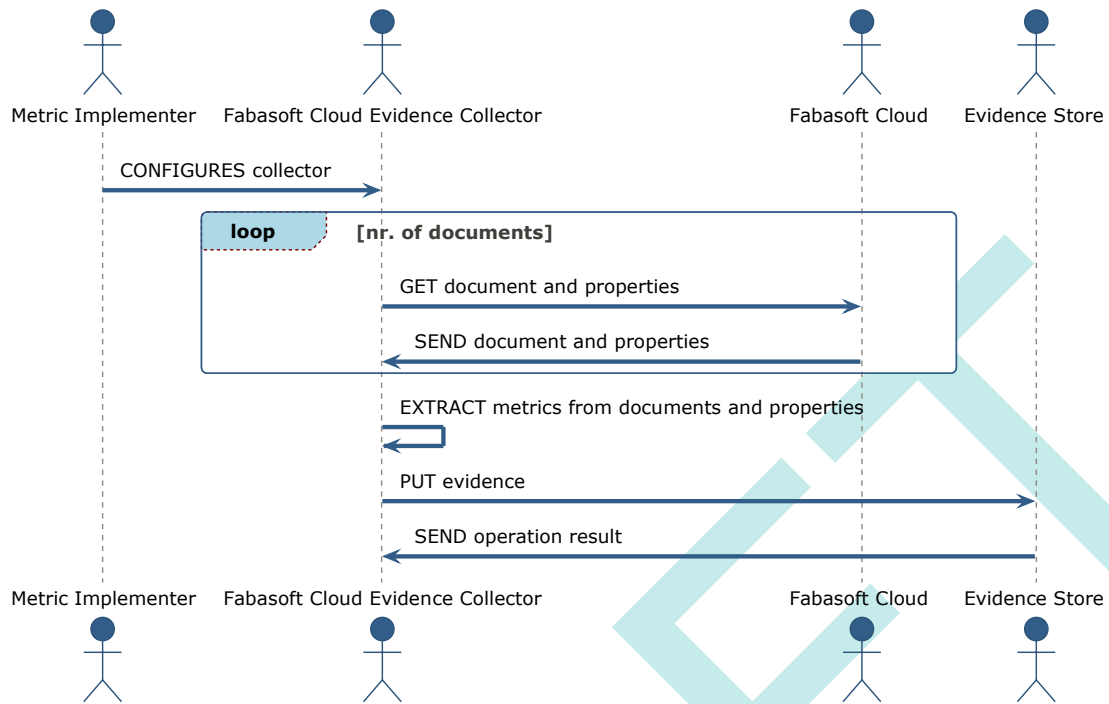 Metric Implementer Fabasoft Cloud Evidence Collector Fabasoft Cloud Evidence Store
CONFIGURES collector
loop [nr. of documents]
GET document and properties
SEND document and properties
EXTRACT metrics from documents and properties
PUT evidence
SEND operation result
Metric Implementer Fabasoft Cloud Evidence Collector Fabasoft Cloud Evidence Store